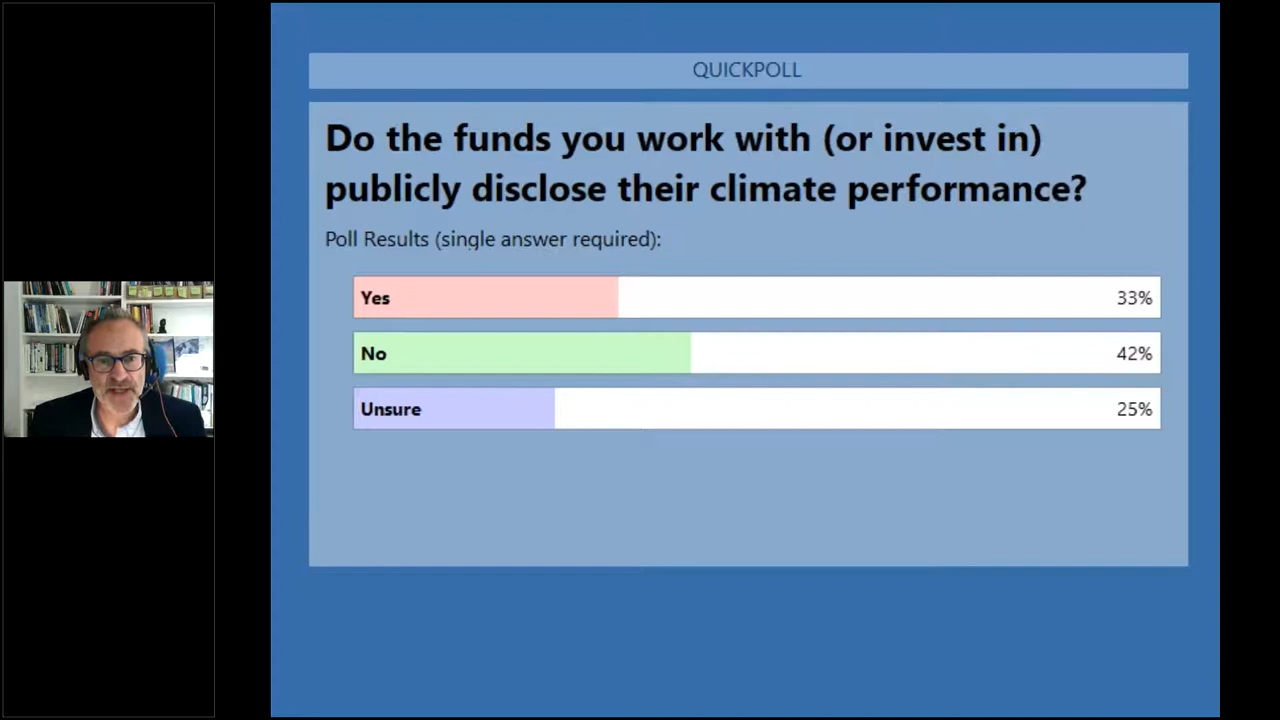 QUICKPOLL
Do the funds you work with (or invest in)
publicly disclose their climate performance?
Poll Results (single answer required):
Yes 33%
No 42%
Unsure 25%